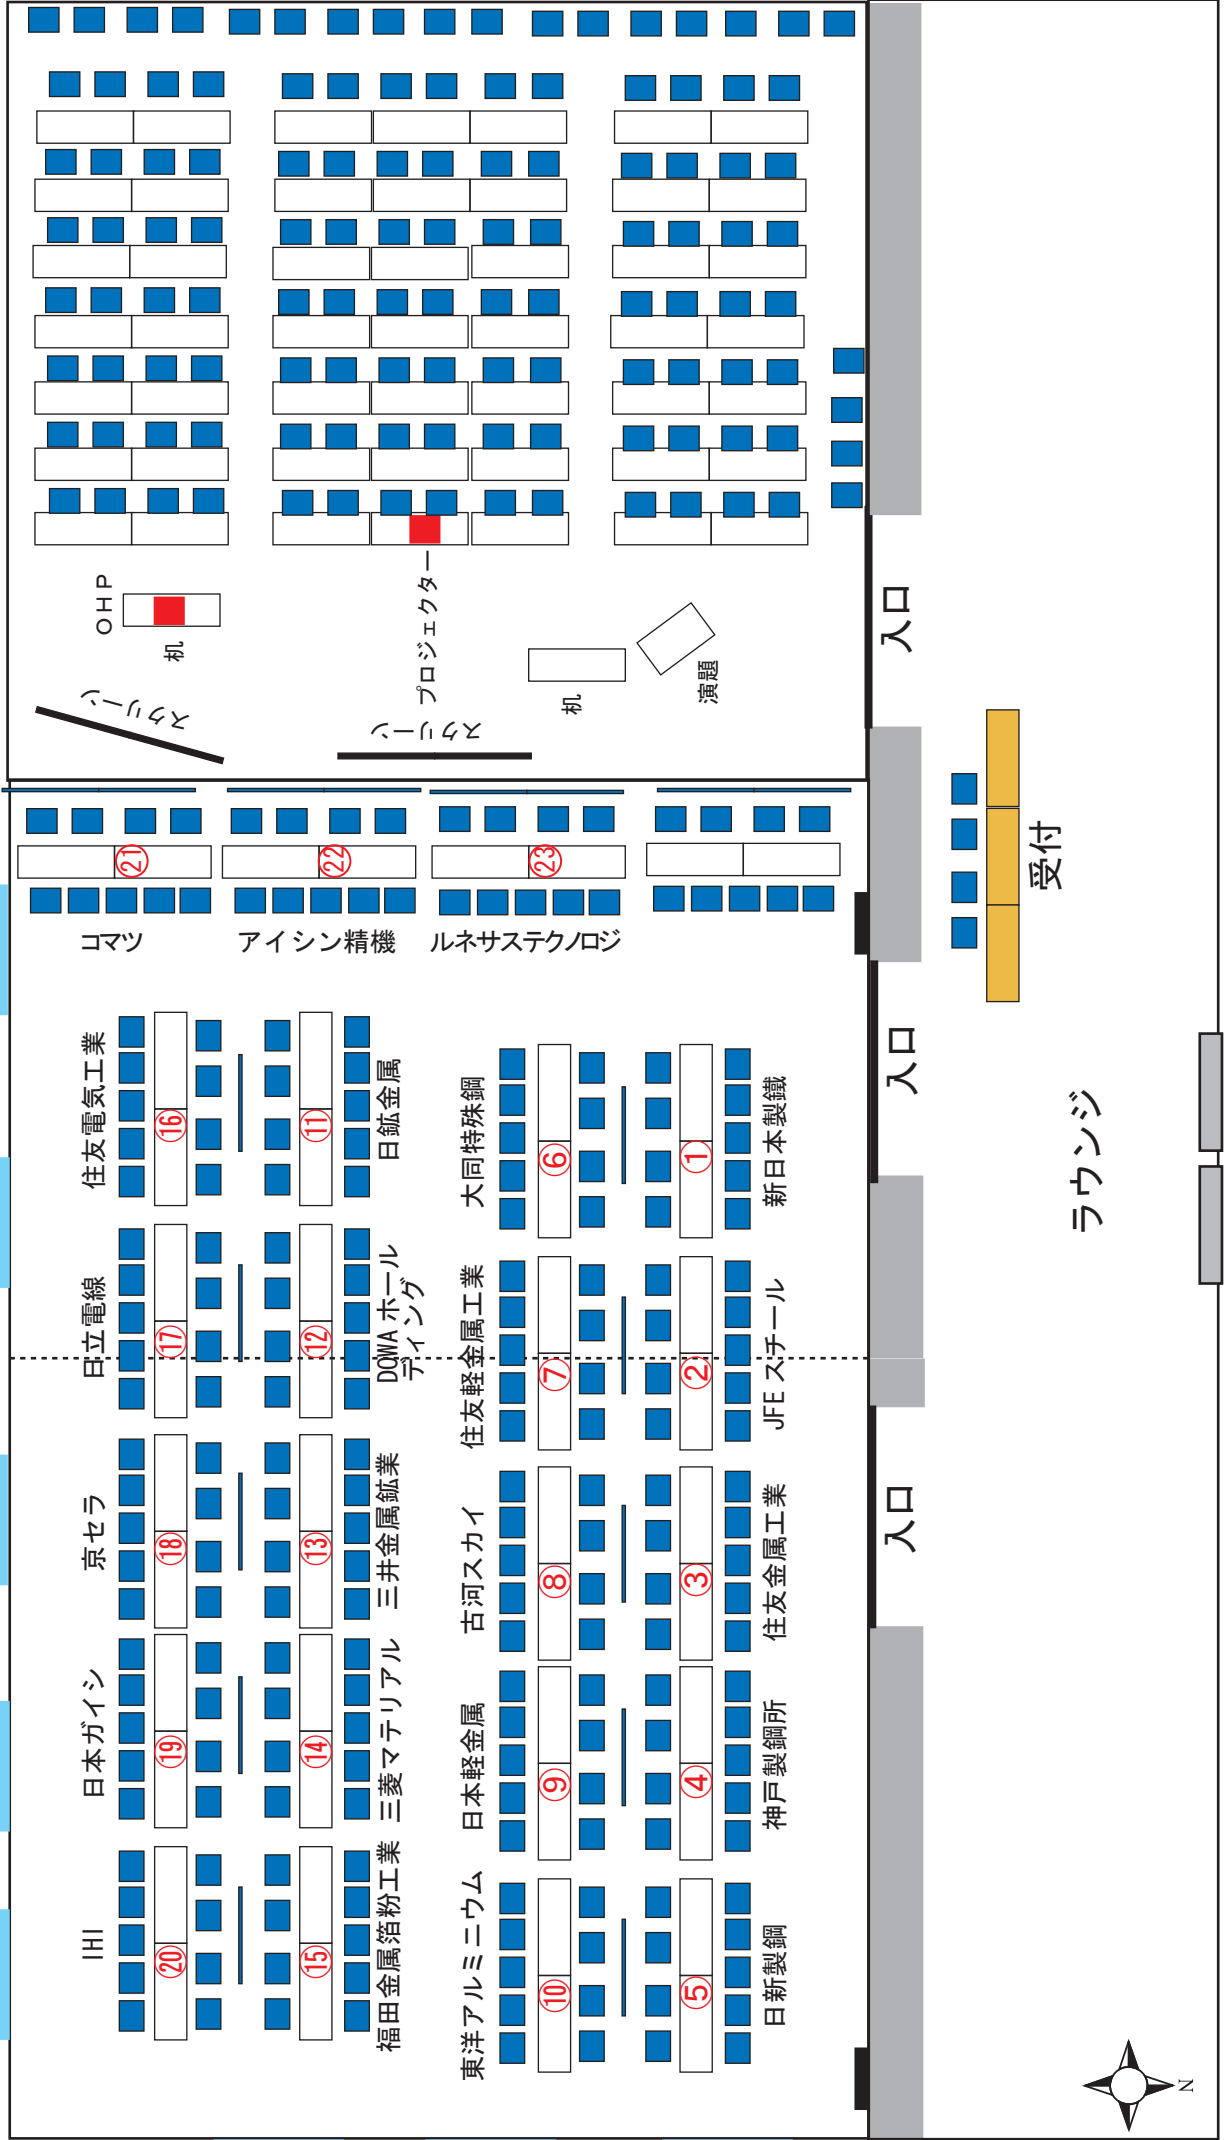 OHP
机
スクリーン
プロジェクター
スクリーン
机
演題
入口
受付
21
22
23
コマツ
アイシン精機
ルネサステクノロジ
入口
ラウンジ
住友電気工業
16
11
日鉱金属
大同特殊鋼
6
1
新日本製鐵
日立電線
17
12
DOWA ホール
ディング
住友軽金属工業
7
2
JFE スチール
京セラ
18
13
三井金属鉱業
古河スカイ
8
3
住友金属工業
入口
日本ガイシ
19
14
三菱マテリアル
日本軽金属
9
4
神戸製鋼所
IHI
20
15
福田金属箔粉工業
東洋アルミニウム
10
5
日新製鋼
N